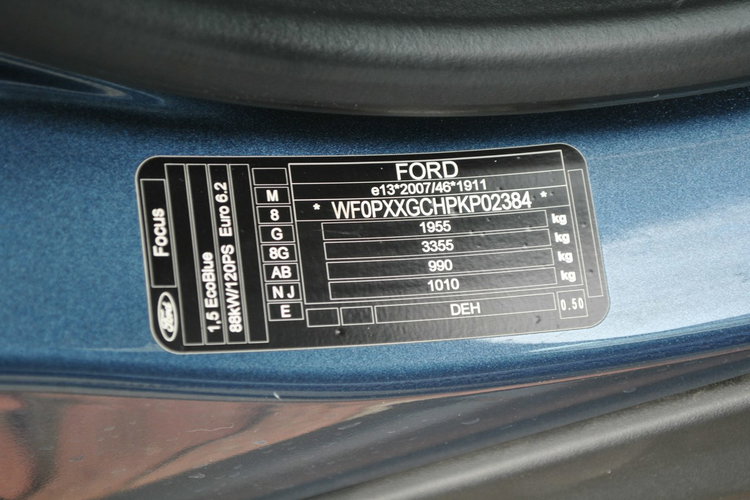 FORD
e13*2007/46*1911
* WF0PXXGCHPKP02384 *
1955 kg
3355 kg
990 kg
1010 kg
DEH
0.50
M
8
G
8G
AB
N J
E
Focus
1,5 EcoBlue
88kW/120PS Euro 6.2
Ford